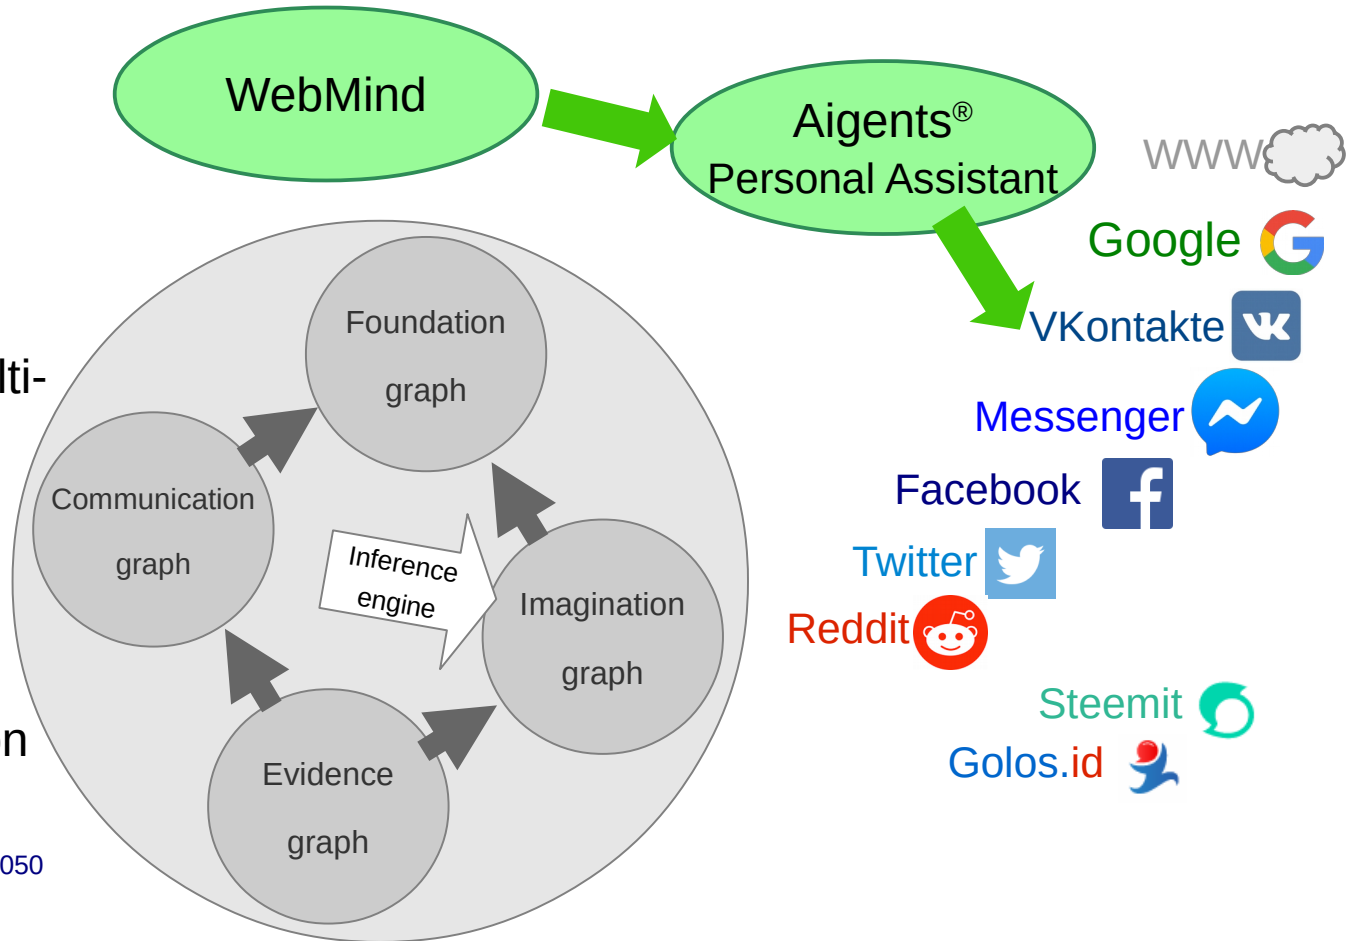 WebMind
Aigents®
Personal Assistant
WWW
Google
VKontakte
Messenger
Facebook
Twitter
Reddit
Steemit
Golos.id
Foundation
graph
lti-
Communication
graph
Inference
engine
Imagination
graph
n
Evidence
graph
050